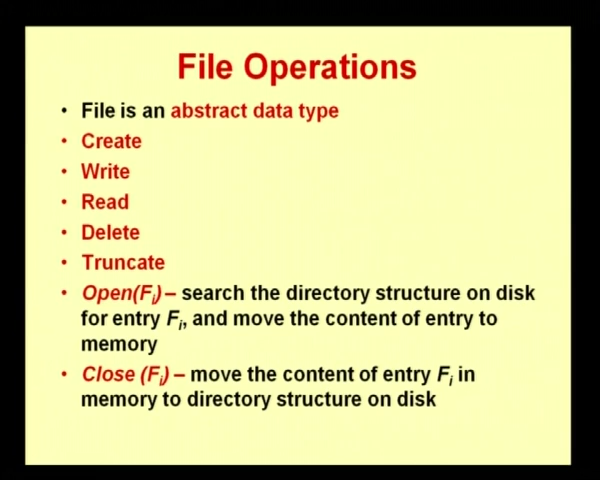 File Operations
• File is an abstract data type
• Create
• Write
• Read
• Delete
• Truncate
• Open(Fi) – search the directory structure on disk
for entry Fi, and move the content of entry to
memory
• Close (Fi) – move the content of entry Fi in
memory to directory structure on disk